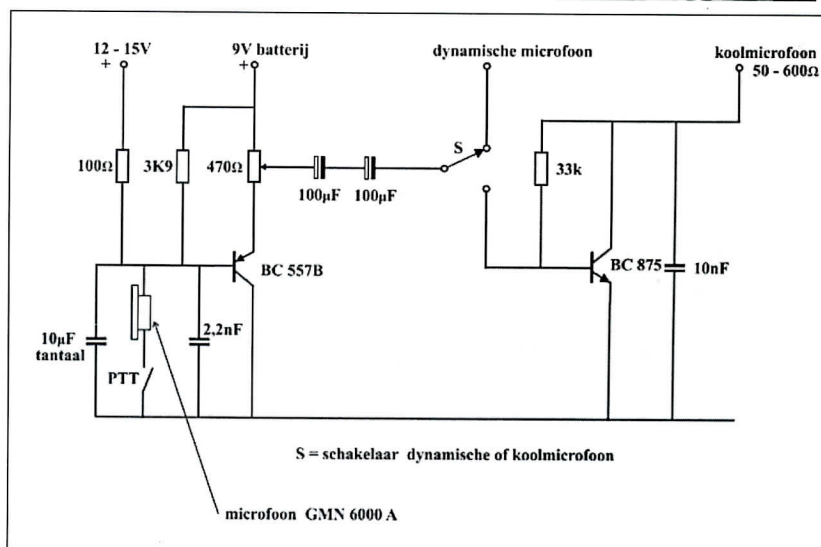 12 - 15V
+
9V batterij
+
dynamische microfoon
koolmicrofoon
50 - 600Ω
100Ω
3K9
470Ω
S
100µF
100µF
33k
BC 557B
BC 875
10nF
10µF
tantaal
2,2nF
PTT
S = schakelaar dynamische of koolmicrofoon
microfoon GMN 6000 A